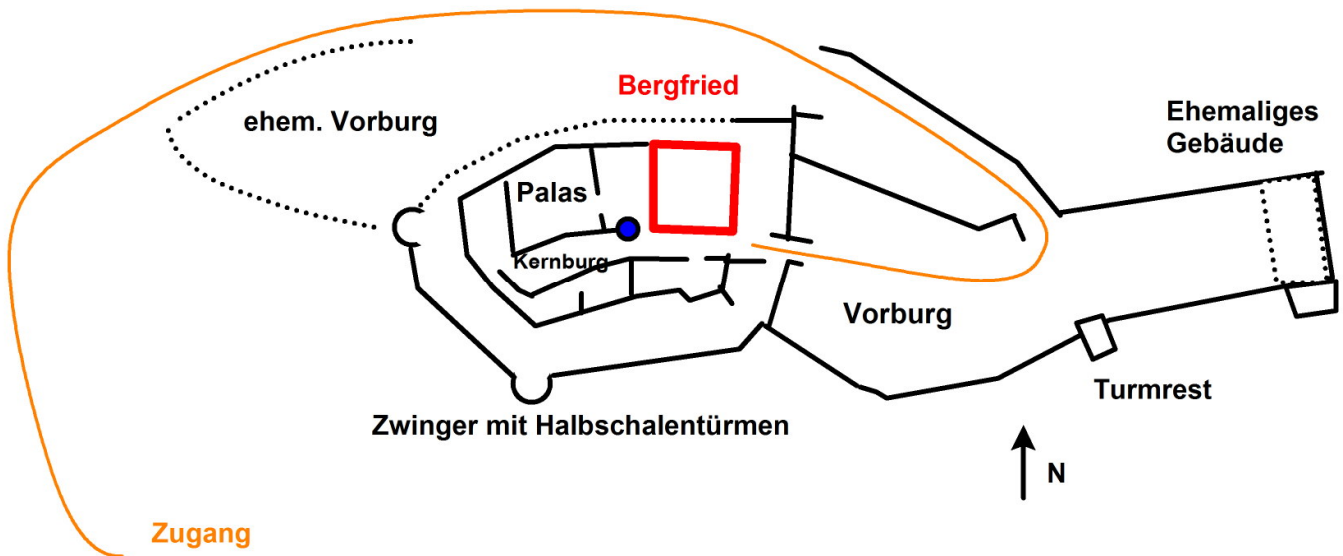 Bergfried
ehem. Vorburg
Ehemaliges
Gebäude
Palas
Kernburg
Vorburg
Turmrest
Zwinger mit Halbschalentürmen
N
Zugang